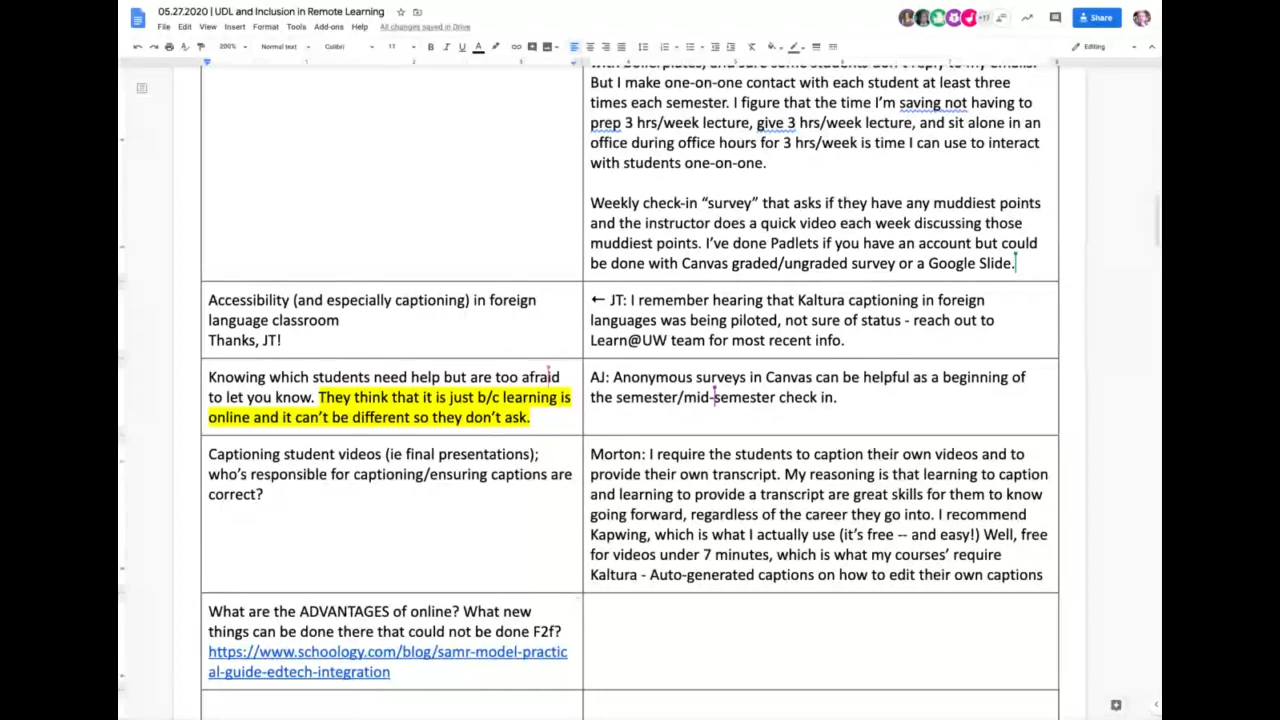 05.27.2020 | UDL and Inclusion in Remote Learning
File Edit View Insert Format Tools Add-ons Help All changes saved in Drive
Share
200% Normal text Calibri 11 Editing
But I make one-on-one contact with each student at least three
times each semester. I figure that the time I'm saving not having to
prep 3 hrs/week lecture, give 3 hrs/week lecture, and sit alone in an
office during office hours for 3 hrs/week is time I can use to interact
with students one-on-one.
Weekly check-in “survey” that asks if they have any muddiest points
and the instructor does a quick video each week discussing those
muddiest points. I've done Padlets if you have an account but could
be done with Canvas graded/ungraded survey or a Google Slide.
Accessibility (and especially captioning) in foreign
language classroom
Thanks, JT!
← JT: I remember hearing that Kaltura captioning in foreign
languages was being piloted, not sure of status - reach out to
Learn@UW team for most recent info.
Knowing which students need help but are too afraid
to let you know. They think that it is just b/c learning is
online and it can't be different so they don't ask.
AJ: Anonymous surveys in Canvas can be helpful as a beginning of
the semester/mid-semester check in.
Captioning student videos (ie final presentations);
who's responsible for captioning/ensuring captions are
correct?
Morton: I require the students to caption their own videos and to
provide their own transcript. My reasoning is that learning to caption
and learning to provide a transcript are great skills for them to know
going forward, regardless of the career they go into. I recommend
Kapwing, which is what I actually use (it's free -- and easy!) Well, free
for videos under 7 minutes, which is what my courses' require
Kaltura - Auto-generated captions on how to edit their own captions
What are the ADVANTAGES of online? What new
things can be done there that could not be done F2f?
https://www.schoology.com/blog/samr-model-practic
al-guide-edtech-integration